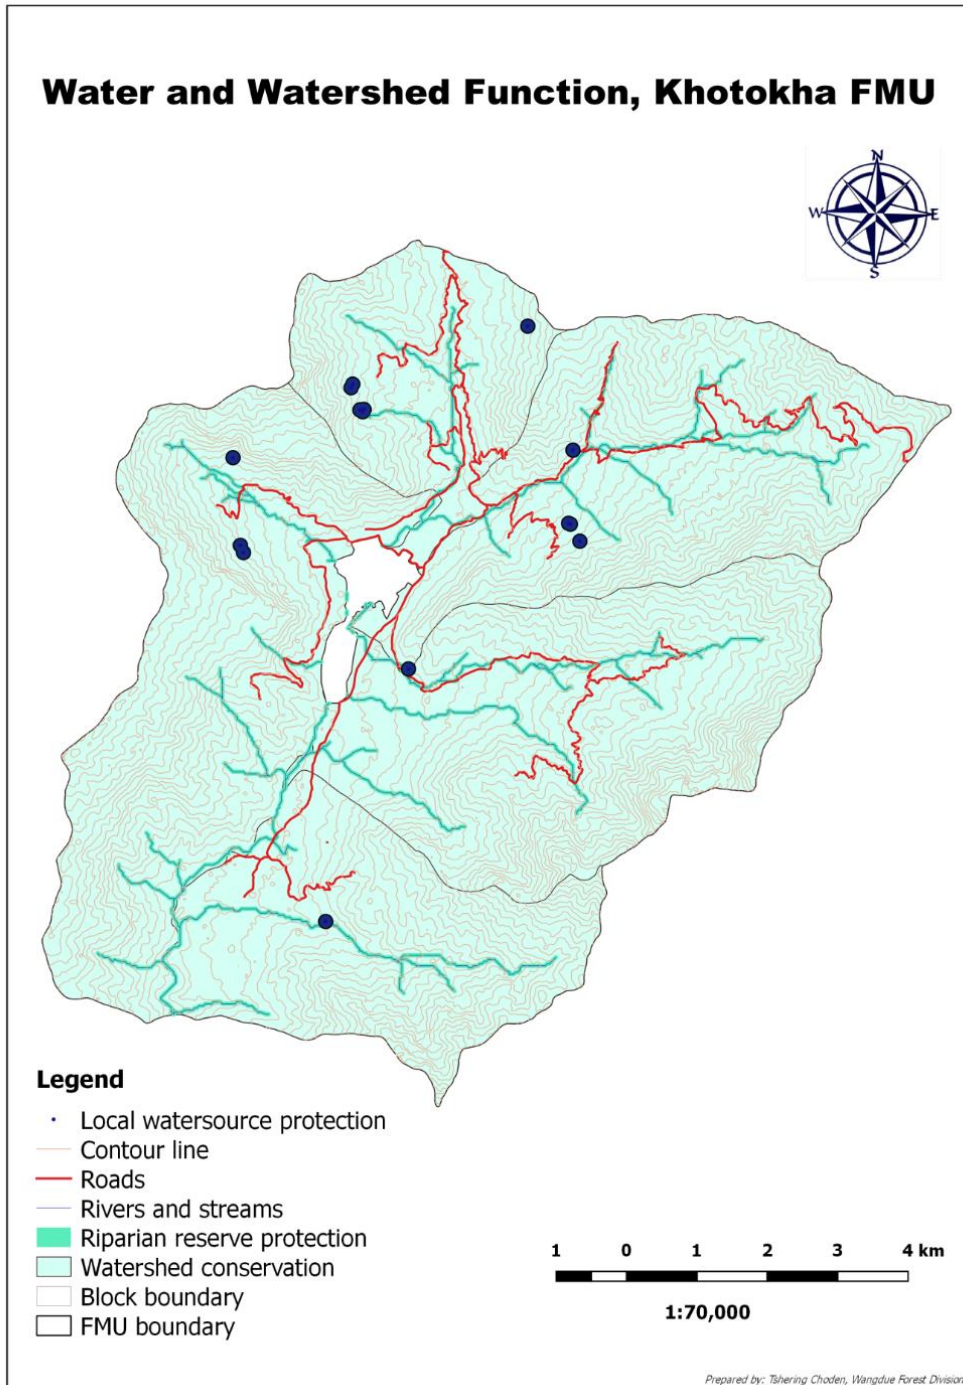 Water and Watershed Function, Khotokha FMU
N
W E
S
Legend
Local watersource protection
Contour line
Roads
Rivers and streams
Riparian reserve protection
Watershed conservation
Block boundary
FMU boundary
1 0 1 2 3 4 km
1:70,000
Prepared by: Tshering Choden, Wangdue Forest Division